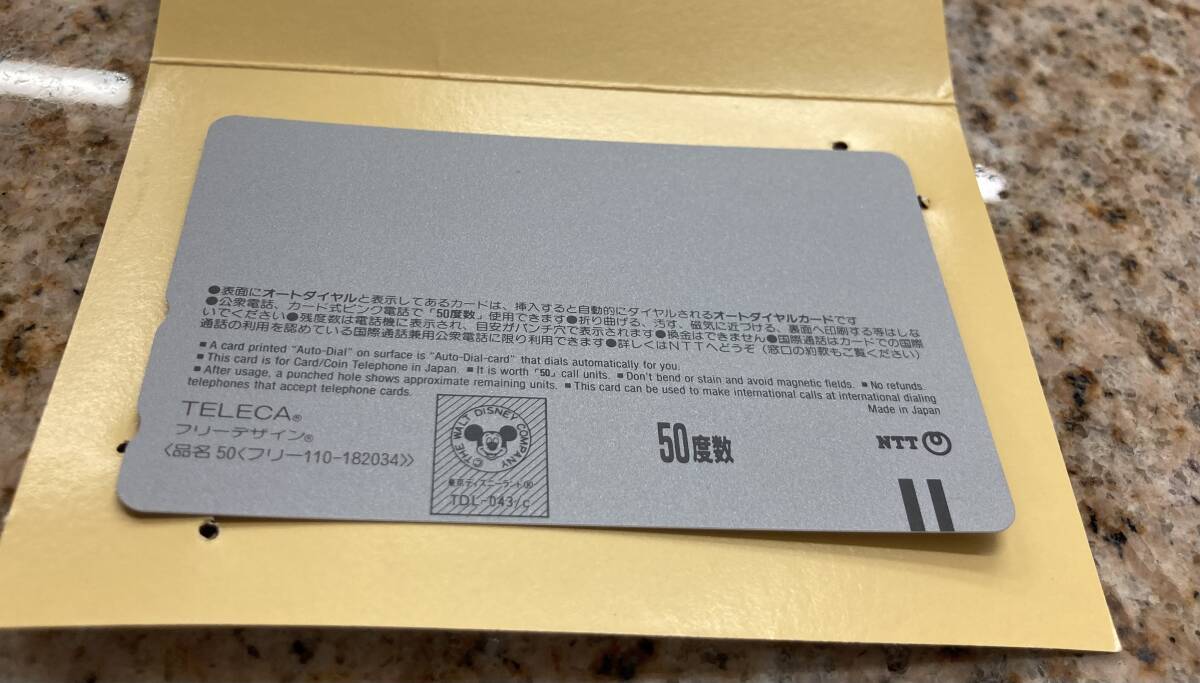 ●表面にオートダイヤルと表示してあるカードは、挿入すると自動的にダイヤルされるオートダイヤルカードです
●公衆電話、カード式ピンク電話で「50度数」使用できます●折り曲げる、汚す、磁気に近づける、裏面へ印刷する等はしな
いでください●残度数は電話機に表示され、目安がパンチ穴で表示されます●換金はできません●国際通話はカードでの国際
通話の利用を認めている国際通話兼用公衆電話に限り利用できます●詳しくはNTTへどうぞ（窓口の約款もご覧ください）
■ A card printed "Auto-Dial" on surface is "Auto-Dial-card" that dials automatically for you.
■ This card is for Card/Coin Telephone in Japan. ■ It is worth「50」call units. ■ Don't bend or stain and avoid magnetic fields. ■ No refunds.
■ After usage, a punched hole shows approximate remaining units. ■ This card can be used to make international calls at international dialing
telephones that accept telephone cards.
Made in Japan
TELECA®
フリーデザイン®
〈品名 50〈フリー110-182034〉〉
©THE WALT DISNEY COMPANY
東京ディズニーランド®
TDL-043/c
50度数
NTT